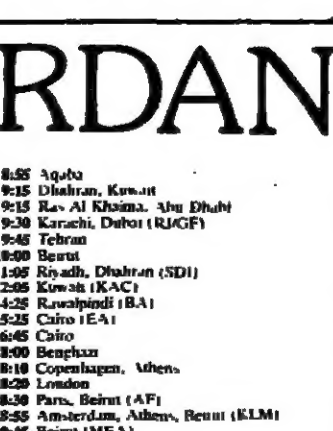 RDAN
8:55 Aqaba
9:15 Dhahran, Kuwait
9:15 Ras Al Khaima, Abu Dhabi
9:30 Karachi, Dubai (RJ/GF)
9:45 Tehran
8:00 Beirut
1:05 Riyadh, Dhahran (SDI)
2:05 Kuwait (KAC)
4:25 Rawalpindi (BA)
5:25 Cairo (EA)
6:45 Cairo
8:00 Benghazi
8:10 Copenhagen, Athens
8:20 London
8:30 Paris, Beirut (AF)
8:55 Amsterdam, Athens, Beirut (KLM)
Beirut (MEA)